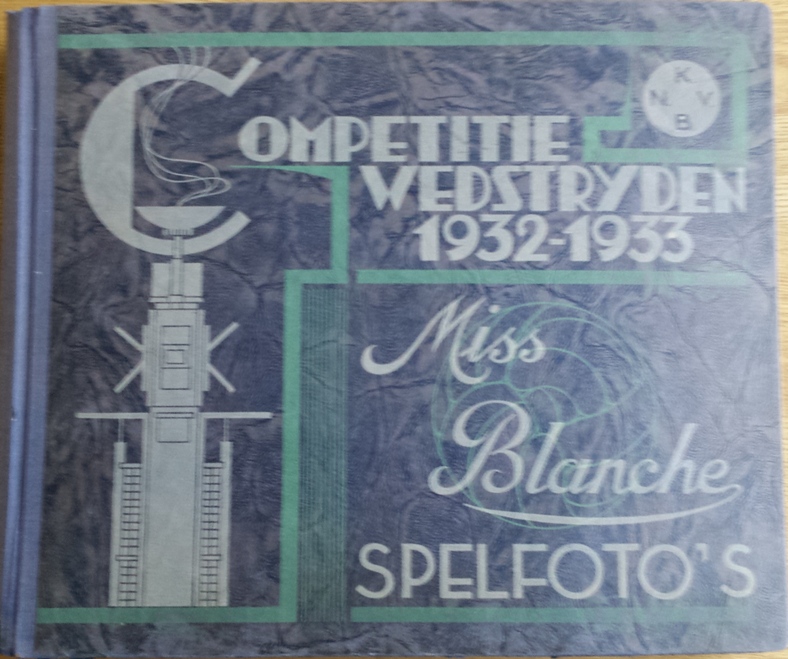 COMPETITIE
WEDSTRYDEN
1932-1933
K.
N. V.
B
Miss
Blanche
SPELFOTO'S